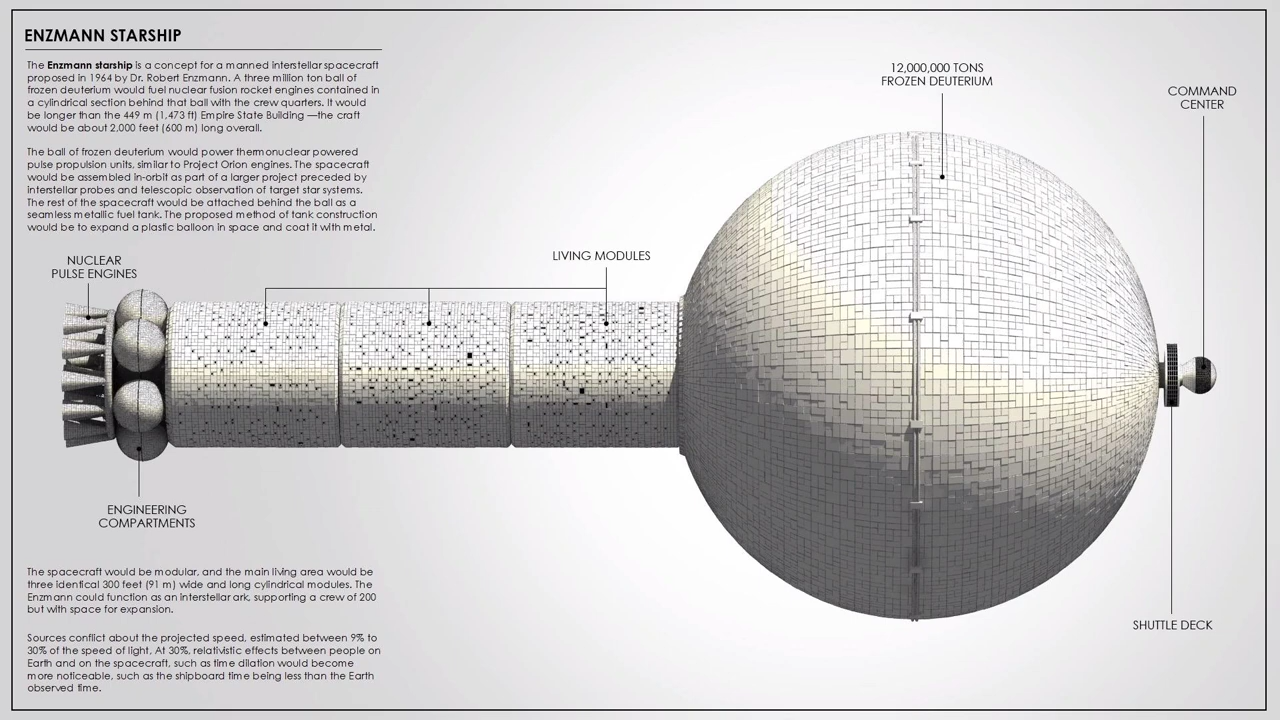 ENZMANN STARSHIP
The Enzmann starship is a concept for a manned interstellar spacecraft
proposed in 1964 by Dr. Robert Enzmann. A three million ton ball of
frozen deuterium would fuel nuclear fusion rocket engines contained in
a cylindrical section behind that ball with the crew quarters. It would
be longer than the 449 m (1,473 ft) Empire State Building —the craft
would be about 2,000 feet (600 m) long overall.
The ball of frozen deuterium would power thermonuclear powered
pulse propulsion units, similar to Project Orion engines. The spacecraft
would be assembled in-orbit as part of a larger project preceded by
interstellar probes and telescopic observation of target star systems.
The rest of the spacecraft would be attached behind the ball as a
seamless metallic fuel tank. The proposed method of tank construction
would be to expand a plastic balloon in space and coat it with metal.
12,000,000 TONS
FROZEN DEUTERIUM
COMMAND
CENTER
NUCLEAR
PULSE ENGINES
LIVING MODULES
ENGINEERING
COMPARTMENTS
SHUTTLE DECK
The spacecraft would be modular, and the main living area would be
three identical 300 feet (91 m) wide and long cylindrical modules. The
Enzmann could function as an interstellar ark, supporting a crew of 200
but with space for expansion.
Sources conflict about the projected speed, estimated between 9% to
30% of the speed of light, At 30%, relativistic effects between people on
Earth and on the spacecraft, such as time dilation would become
more noticeable, such as the shipboard time being less than the Earth
observed time.